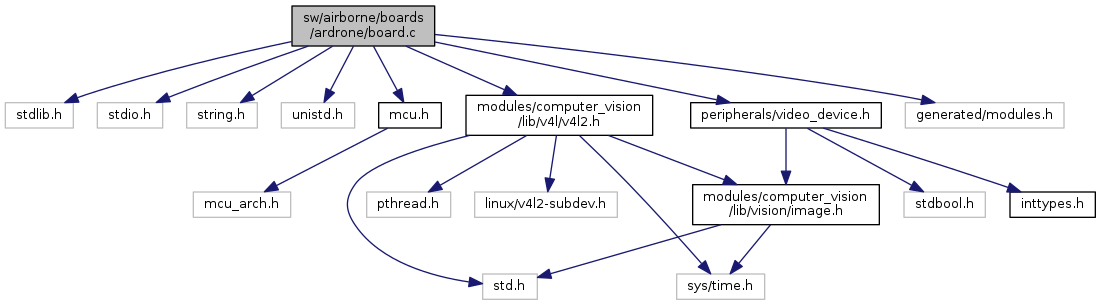 sw/airborne/boards
/ardrone/board.c
stdlib.h
stdio.h
string.h
unistd.h
mcu.h
modules/computer_vision
/lib/v4l/v4l2.h
peripherals/video_device.h
generated/modules.h
mcu_arch.h
pthread.h
linux/v4l2-subdev.h
modules/computer_vision
/lib/vision/image.h
stdbool.h
inttypes.h
std.h
sys/time.h